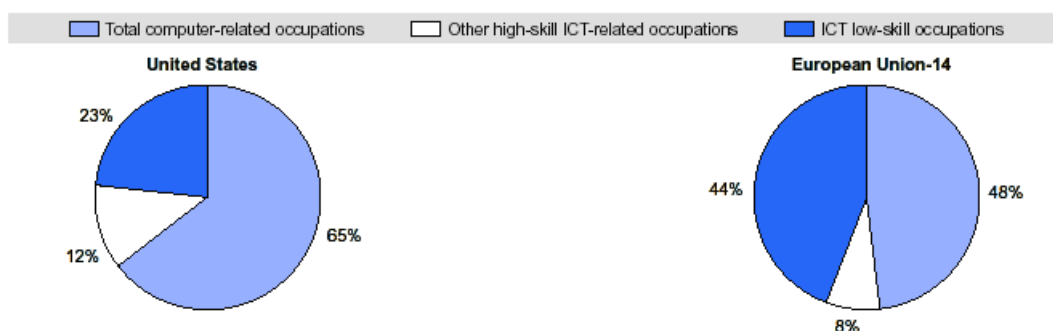 Total computer-related occupations Other high-skill ICT-related occupations ICT low-skill occupations
United States European Union-14
23%
44% 48%
65%
12%
8%